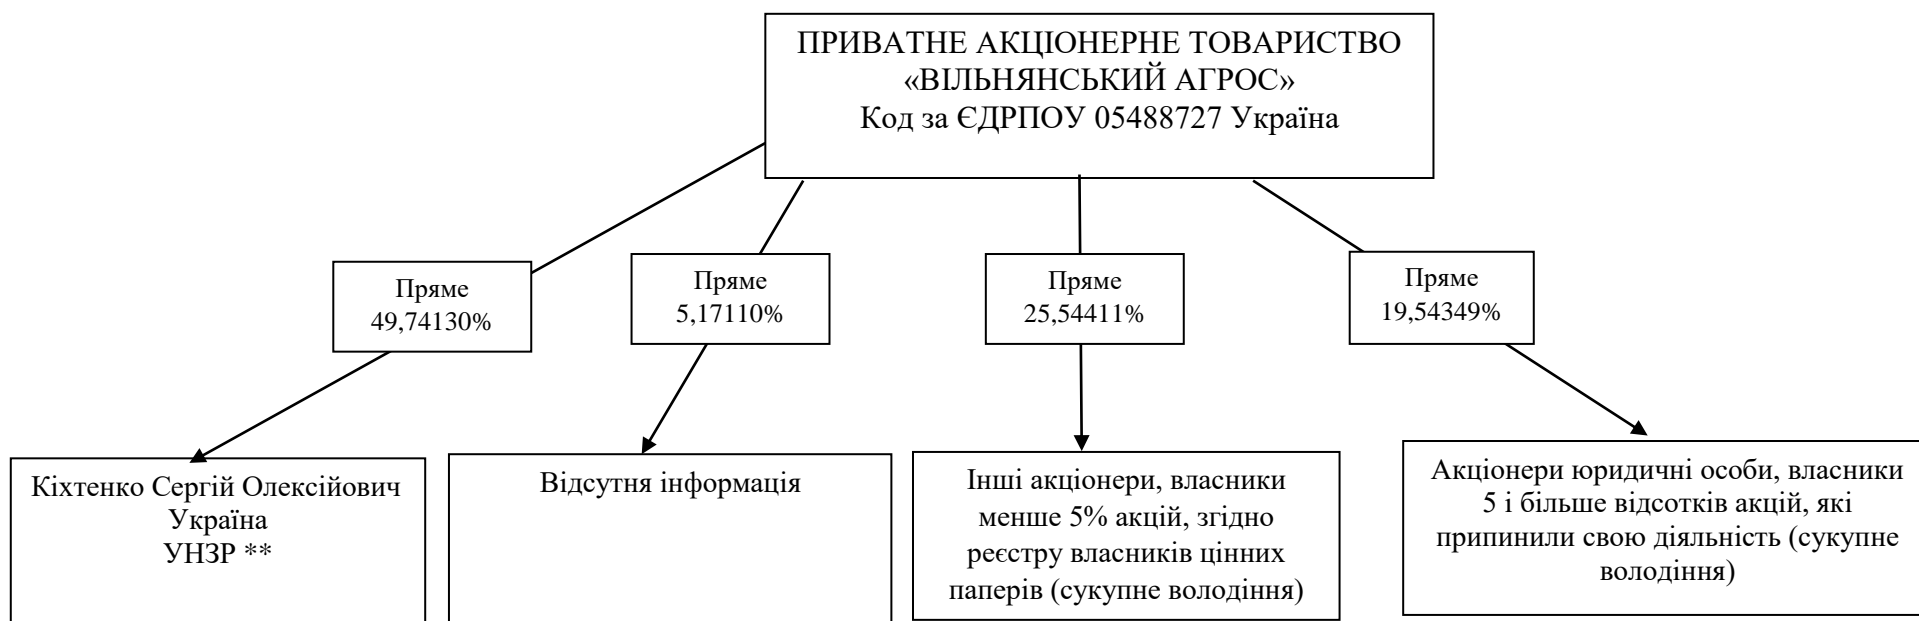 ПРИВАТНЕ АКЦІОНЕРНЕ ТОВАРИСТВО
«ВІЛЬНЯНСЬКИЙ АГРОС»
Код за ЄДРПОУ 05488727 Україна
Пряме
49,74130%
Пряме
5,17110%
Пряме
25,54411%
Пряме
19,54349%
Кіхтенко Сергій Олексійович
Україна
УНЗР **
Відсутня інформація
Інші акціонери, власники
менше 5% акцій, згідно
реєстру власників цінних
паперів (сукупне володіння)
Акціонери юридичні особи, власники
5 і більше відсотків акцій, які
припинили свою діяльність (сукупне
володіння)